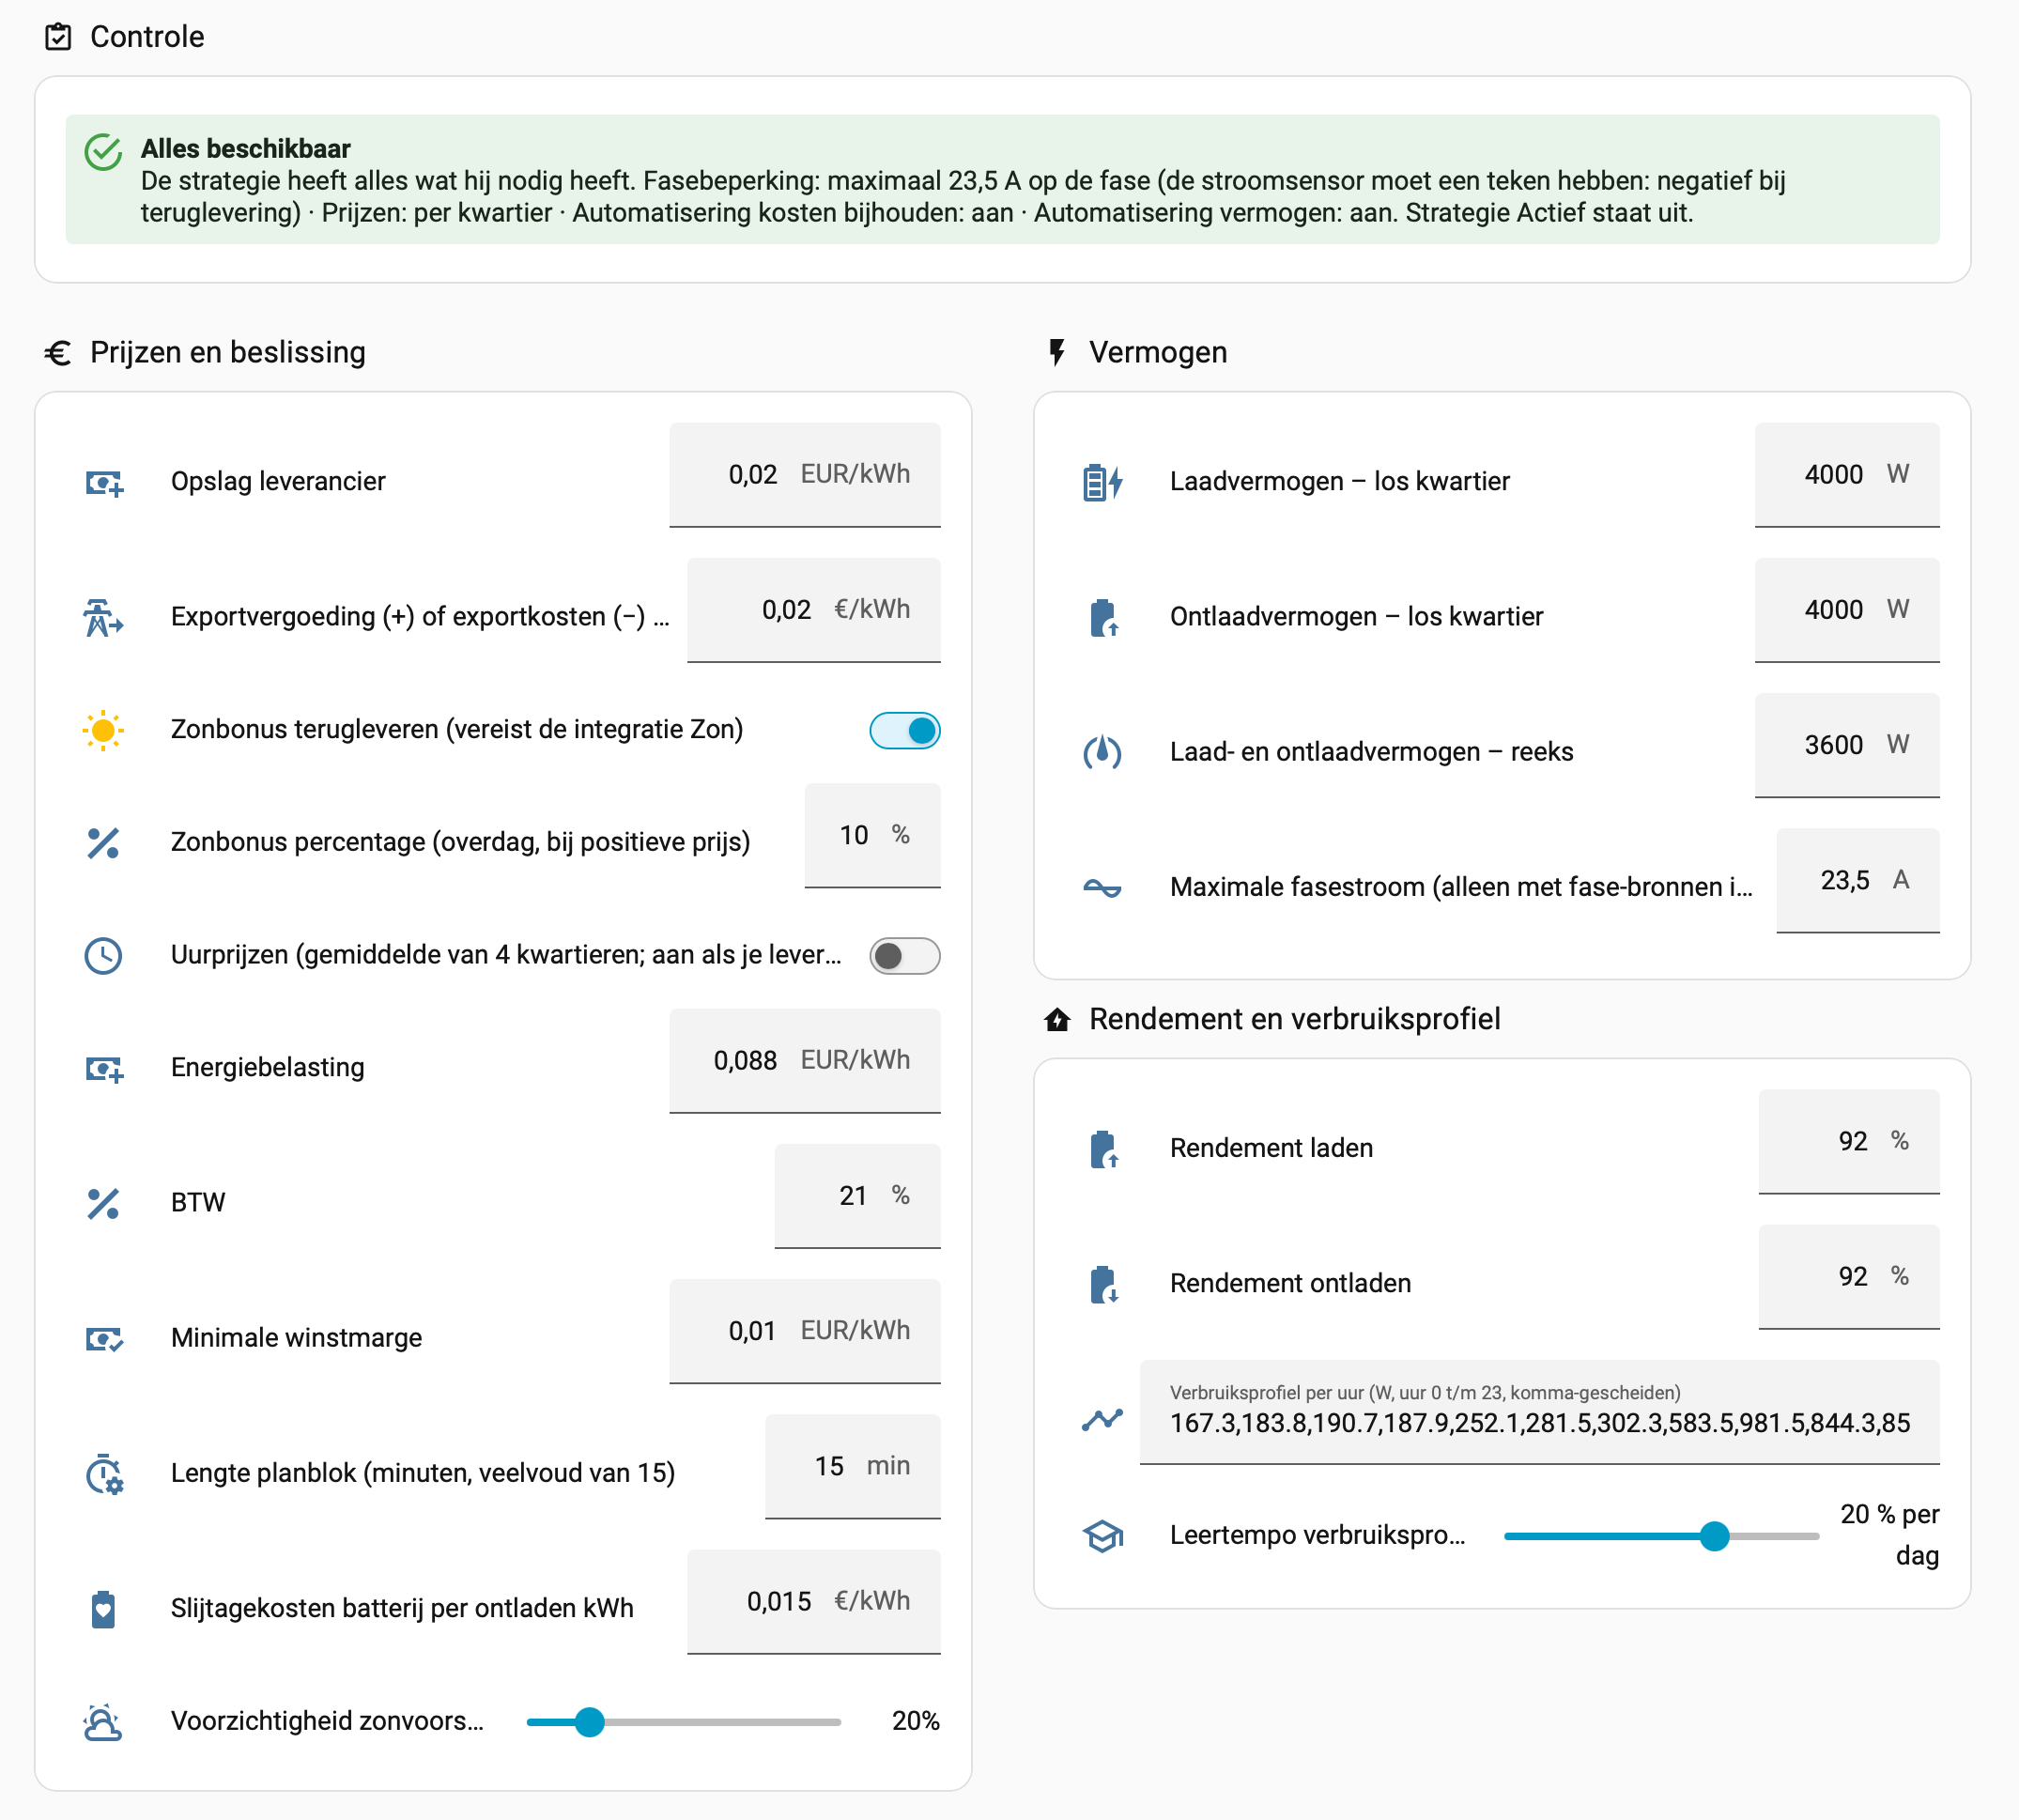 Controle
Alles beschikbaar
De strategie heeft alles wat hij nodig heeft. Fasebeperking: maximaal 23,5 A op de fase (de stroomsensor moet een teken hebben: negatief bij
teruglevering) · Prijzen: per kwartier · Automatisering kosten bijhouden: aan · Automatisering vermogen: aan. Strategie Actief staat uit.
Prijzen en beslissing
Opslag leverancier 0,02 EUR/kWh
Exportvergoeding (+) of exportkosten (−) ... 0,02 €/kWh
Zonbonus terugleveren (vereist de integratie Zon)
Zonbonus percentage (overdag, bij positieve prijs) 10 %
Uurprijzen (gemiddelde van 4 kwartieren; aan als je lever...
Energiebelasting 0,088 EUR/kWh
BTW 21 %
Minimale winstmarge 0,01 EUR/kWh
Lengte planblok (minuten, veelvoud van 15) 15 min
Slijtagekosten batterij per ontladen kWh 0,015 €/kWh
Voorzichtigheid zonvoors... 20%
Vermogen
Laadvermogen – los kwartier 4000 W
Ontlaadvermogen – los kwartier 4000 W
Laad- en ontlaadvermogen – reeks 3600 W
Maximale fasestroom (alleen met fase-bronnen i... 23,5 A
Rendement en verbruiksprofiel
Rendement laden 92 %
Rendement ontladen 92 %
Verbruiksprofiel per uur (W, uur 0 t/m 23, komma-gescheiden)
167.3,183.8,190.7,187.9,252.1,281.5,302.3,583.5,981.5,844.3,85
Leertempo verbruikspro... 20 % per
dag